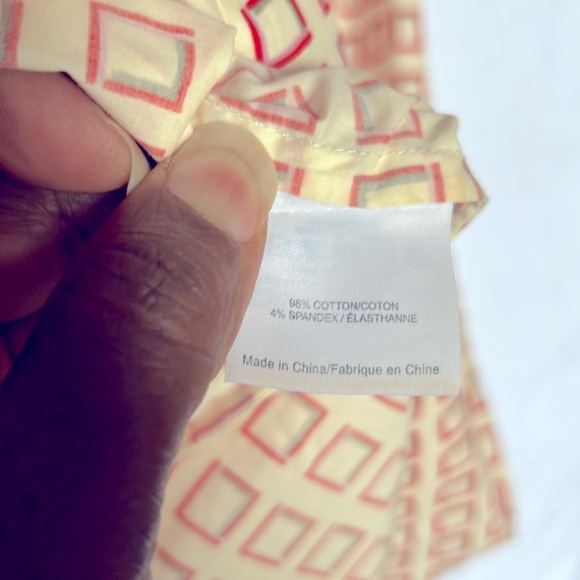 96% COTTON/COTON
4% SPANDEX / ÉLASTHANNE
Made in China/Fabrique en Chine